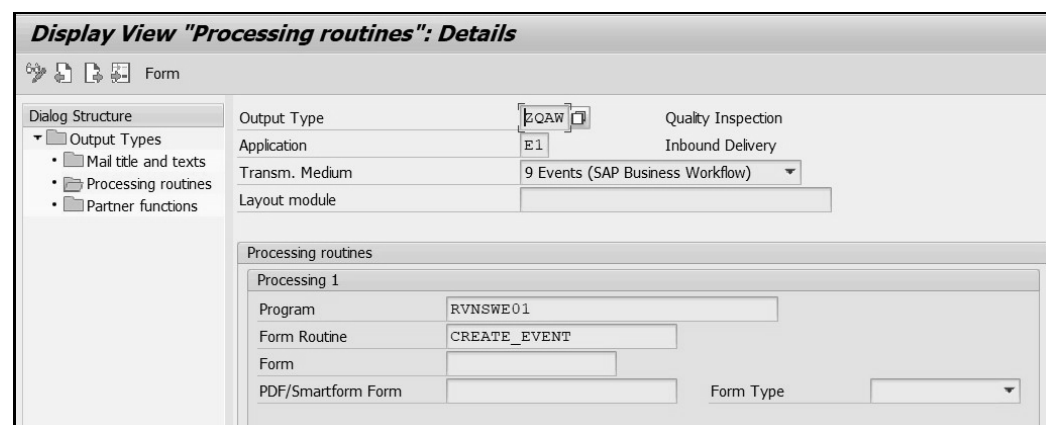 Display View "Processing routines": Details
Form
Dialog Structure
Output Types
Mail title and texts
Processing routines
Partner functions
Output Type ZQAW Quality Inspection
Application E1 Inbound Delivery
Transm. Medium 9 Events (SAP Business Workflow)
Layout module
Processing routines
Processing 1
Program RVNSWE01
Form Routine CREATE_EVENT
Form
PDF/Smartform Form Form Type